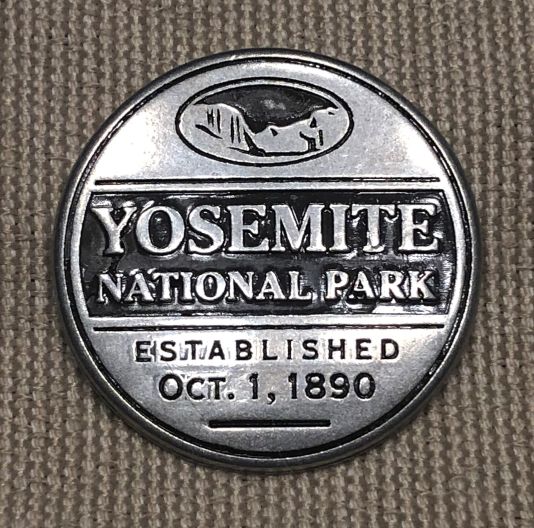 YOSEMITE
NATIONAL PARK
ESTABLISHED
OCT. 1, 1890